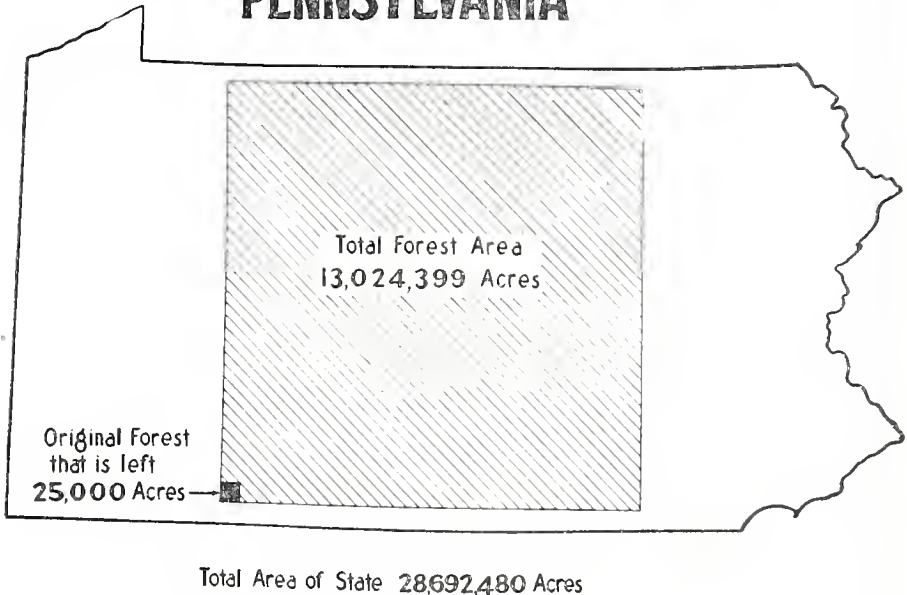 PENNSYLVANIA
Total Forest Area
13,024,399 Acres
Original Forest
that is left
25,000 Acres
Total Area of State 28,692,480 Acres